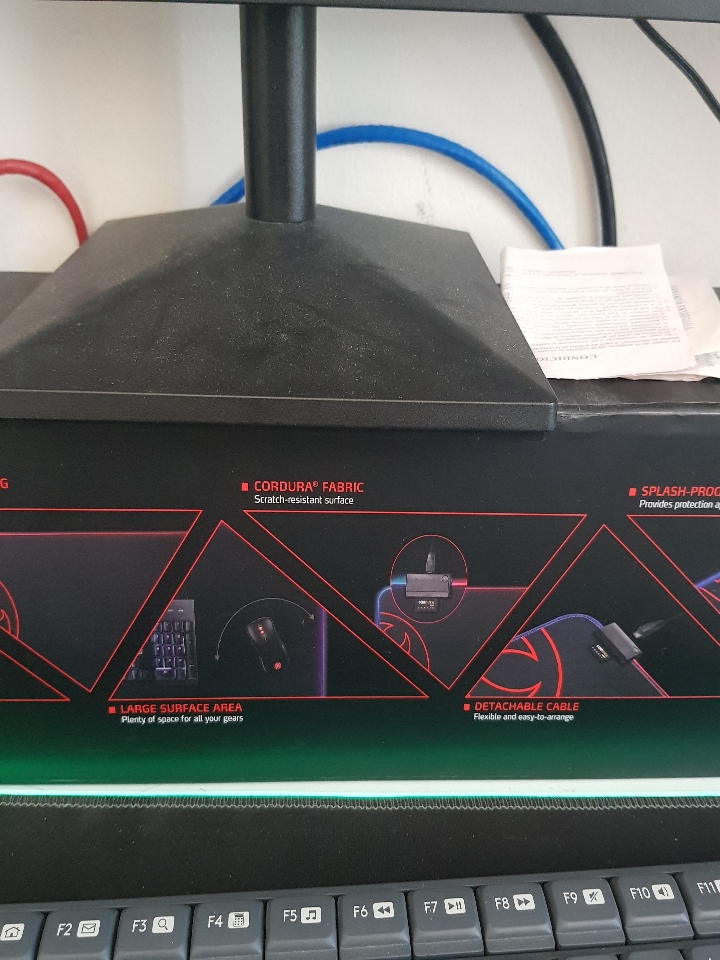 CONDICIO
G
CORDURA® FABRIC
Scratch-resistant surface
SPLASH-PROO
Provides protection a
LARGE SURFACE AREA
Plenty of space for all your gears
DETACHABLE CABLE
Flexible and easy-to-arrange
F2 F3 F4 F5 F6 F7 F8 F9 F10 F11